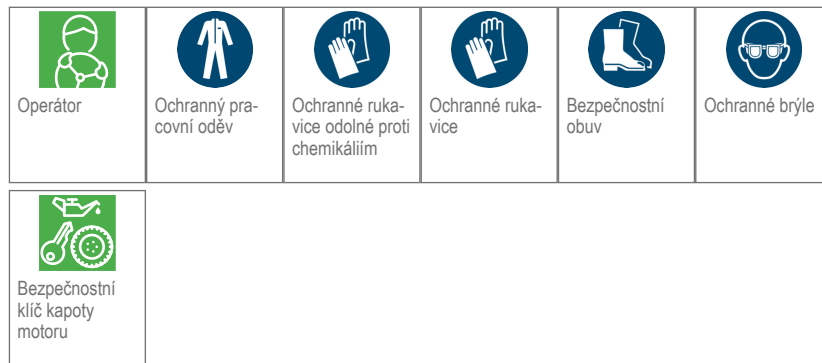 Operátor
Ochranný pra-
covní oděv
Ochranné ruka-
vice odolné proti
chemikáliím
Ochranné ruka-
vice
Bezpečnostní
obuv
Ochranné brýle
Bezpečnostní
klíč kapoty
motoru